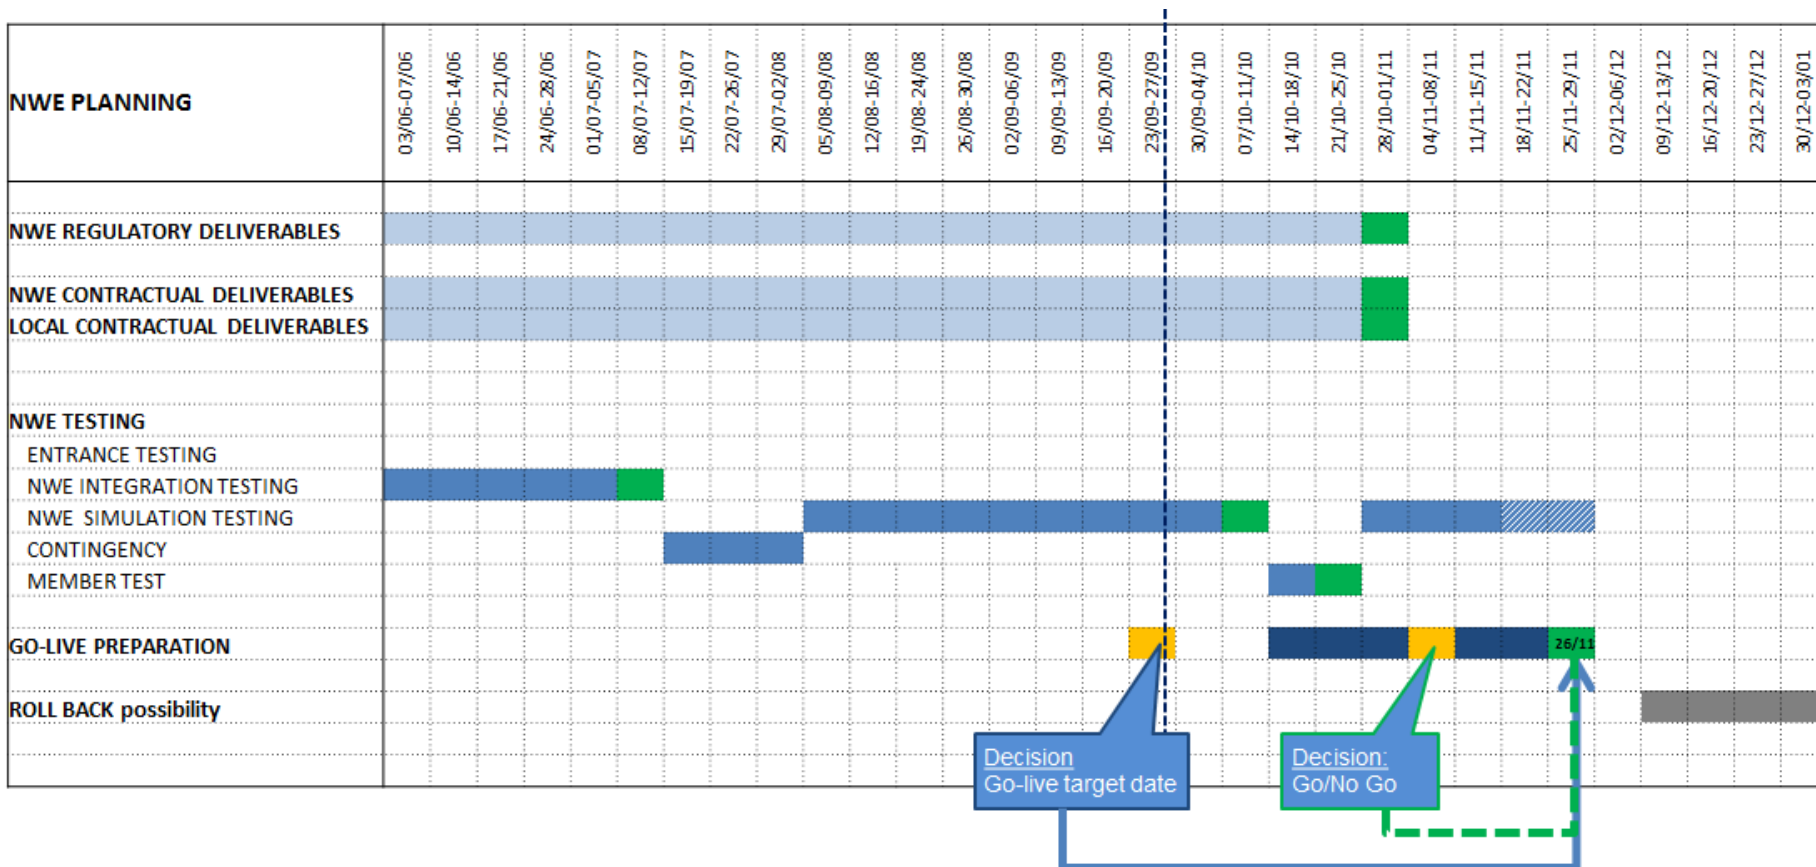 NWE PLANNING
03/06-07/06
10/06-14/06
17/06-21/06
24/06-28/06
01/07-05/07
08/07-12/07
15/07-19/07
22/07-26/07
29/07-02/08
05/08-09/08
12/08-16/08
19/08-24/08
26/08-30/08
02/09-06/09
09/09-13/09
16/09-20/09
23/09-27/09
30/09-04/10
07/10-11/10
14/10-18/10
21/10-25/10
28/10-01/11
04/11-08/11
11/11-15/11
18/11-22/11
25/11-29/11
02/12-06/12
09/12-13/12
16/12-20/12
23/12-27/12
30/12-03/01
NWE REGULATORY DELIVERABLES
NWE CONTRACTUAL DELIVERABLES
LOCAL CONTRACTUAL DELIVERABLES
NWE TESTING
ENTRANCE TESTING
NWE INTEGRATION TESTING
NWE SIMULATION TESTING
CONTINGENCY
MEMBER TEST
GO-LIVE PREPARATION
26/11
ROLL BACK possibility
Decision
Go-live target date
Decision:
Go/No Go